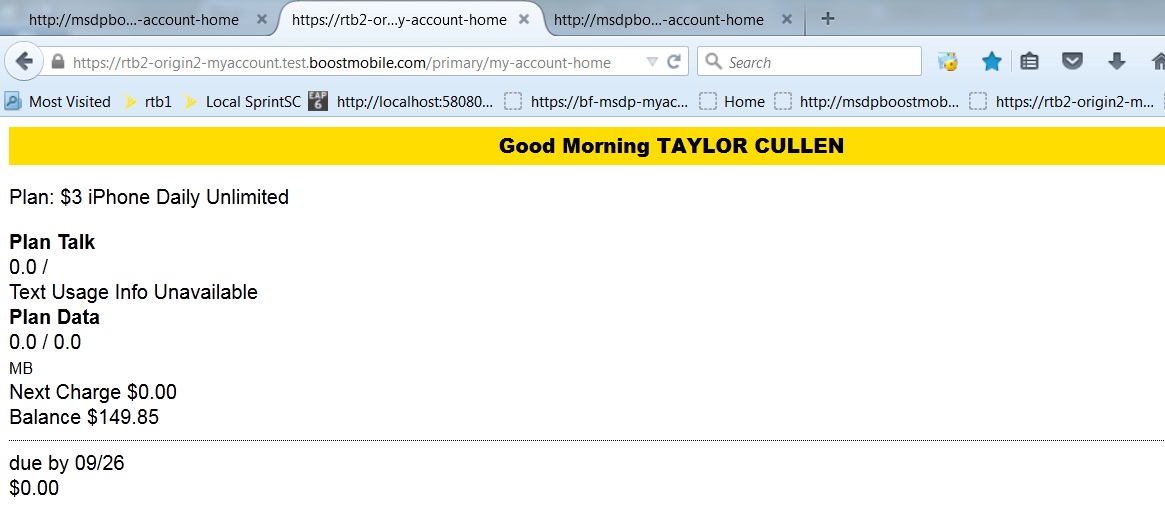 http://msdpbo...-account-home
https://rtb2-or...y-account-home
http://msdpbo...-account-home
https://rtb2-origin2-myaccount.test.boostmobile.com/primary/my-account-home
Search
Most Visited
rtb1
Local SprintSC
EAP 6
http://localhost:58080...
https://bf-msdp-myac...
Home
http://msdpboostmob...
https://rtb2-origin2-m...
Good Morning TAYLOR CULLEN
Plan: $3 iPhone Daily Unlimited
Plan Talk
0.0 /
Text Usage Info Unavailable
Plan Data
0.0 / 0.0
MB
Next Charge $0.00
Balance $149.85
due by 09/26
$0.00